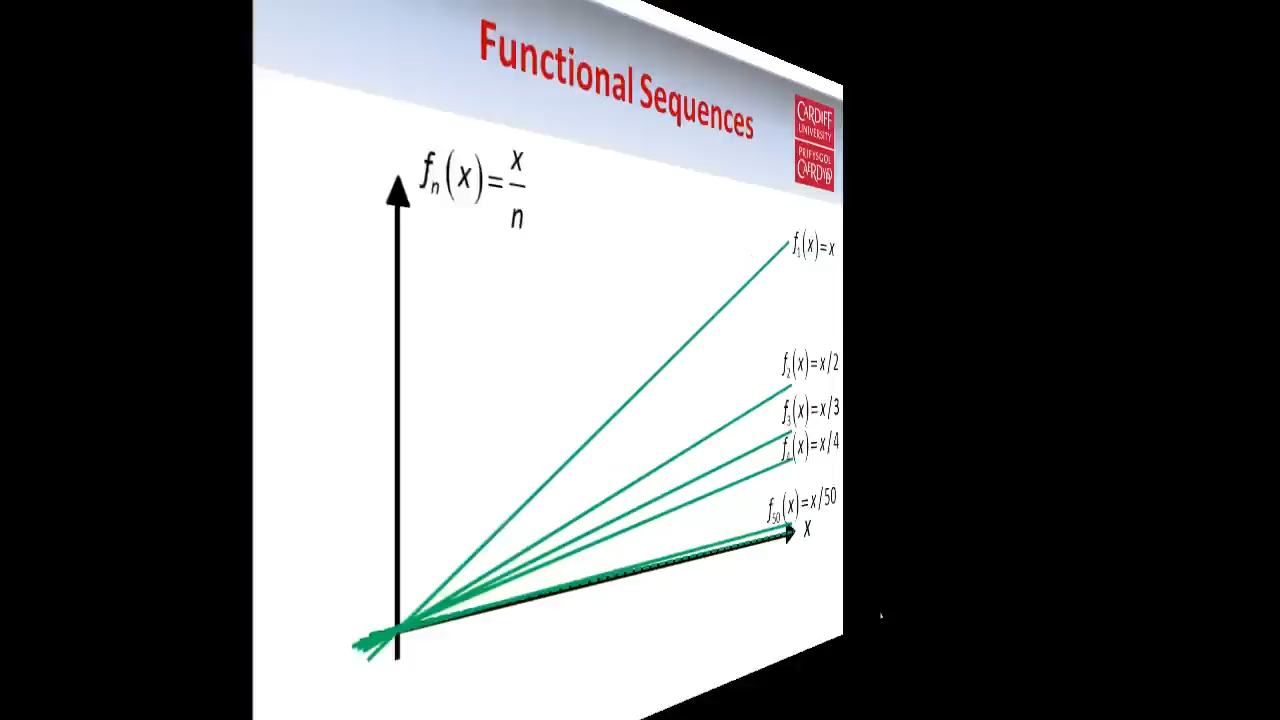 Functional Sequences
CARDIFF
UNIVERSITY
PRIFYSGOL
CAERDYDD
fₙ(x)=x/n
f₁(x)=x
f₂(x)=x/2
f₃(x)=x/3
f₄(x)=x/4
f₅₀(x)=x/50
x